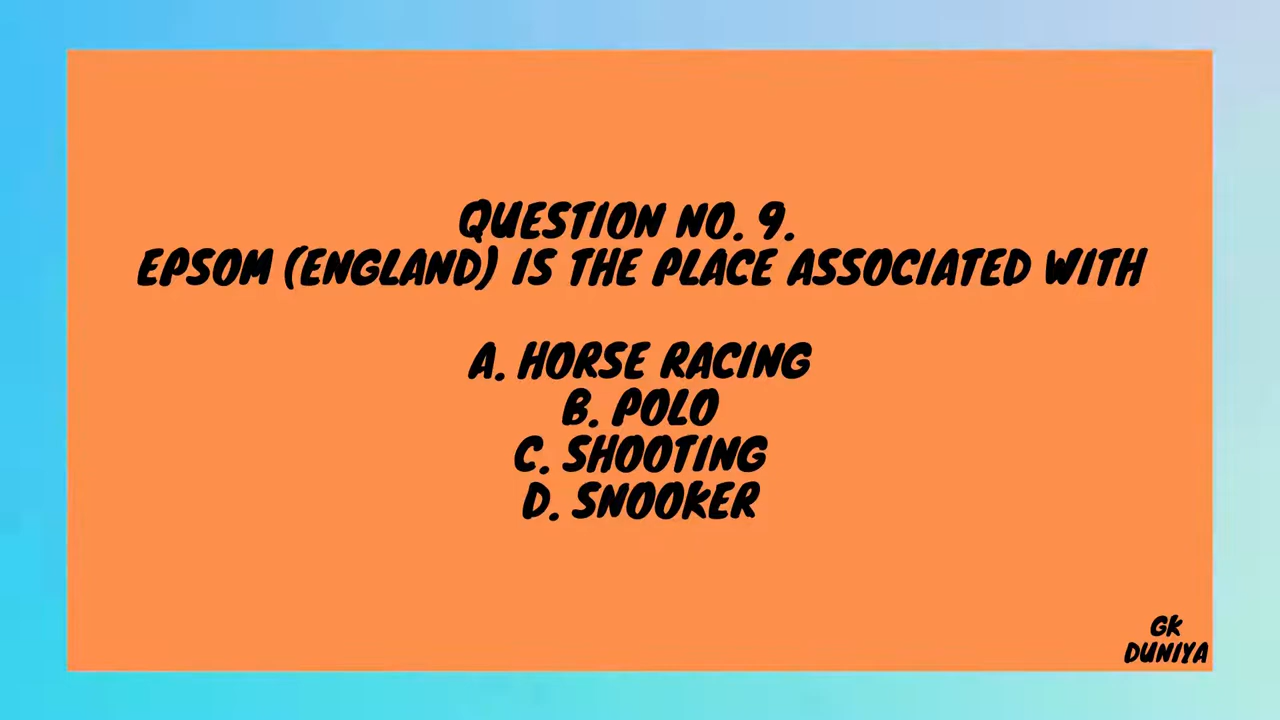 QUESTION NO. 9.
EPSOM (ENGLAND) IS THE PLACE ASSOCIATED WITH
A. HORSE RACING
B. POLO
C. SHOOTING
D. SNOOKER
GK
DUNIYA